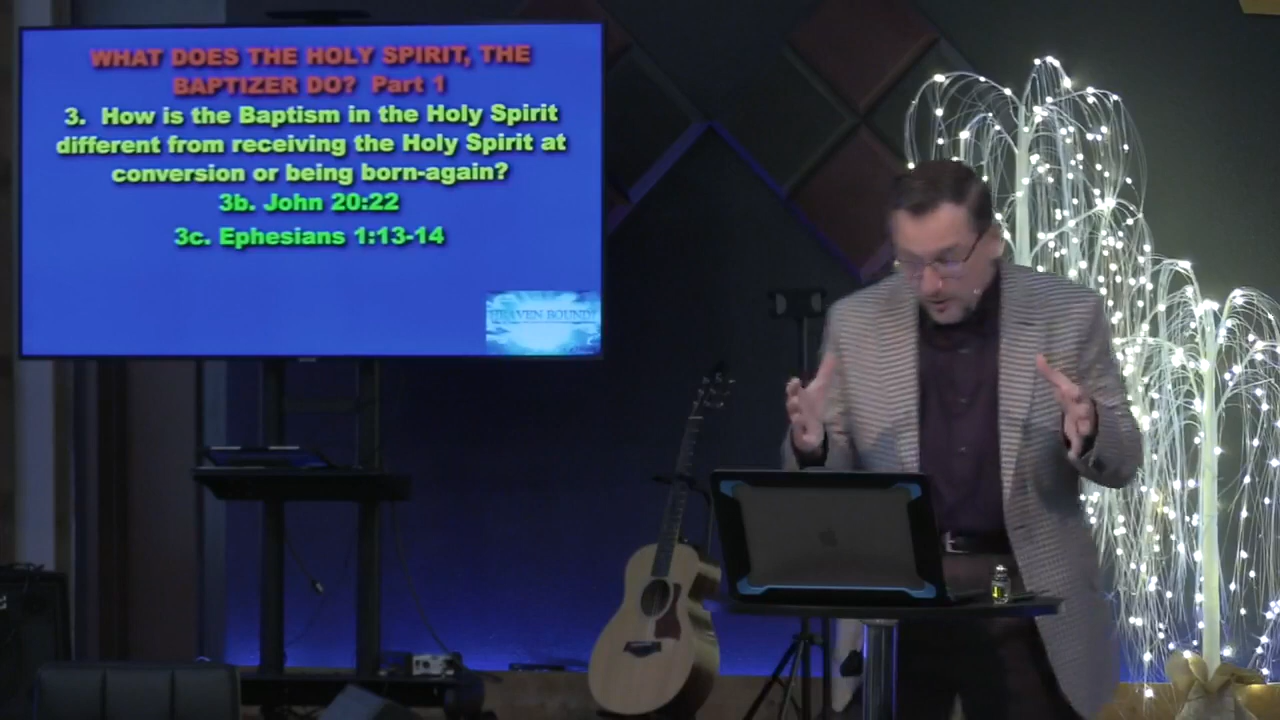 WHAT DOES THE HOLY SPIRIT, THE
BAPTIZER DO? Part 1
3. How is the Baptism in the Holy Spirit
different from receiving the Holy Spirit at
conversion or being born-again?
3b. John 20:22
3c. Ephesians 1:13-14
HEAVEN BOUND!